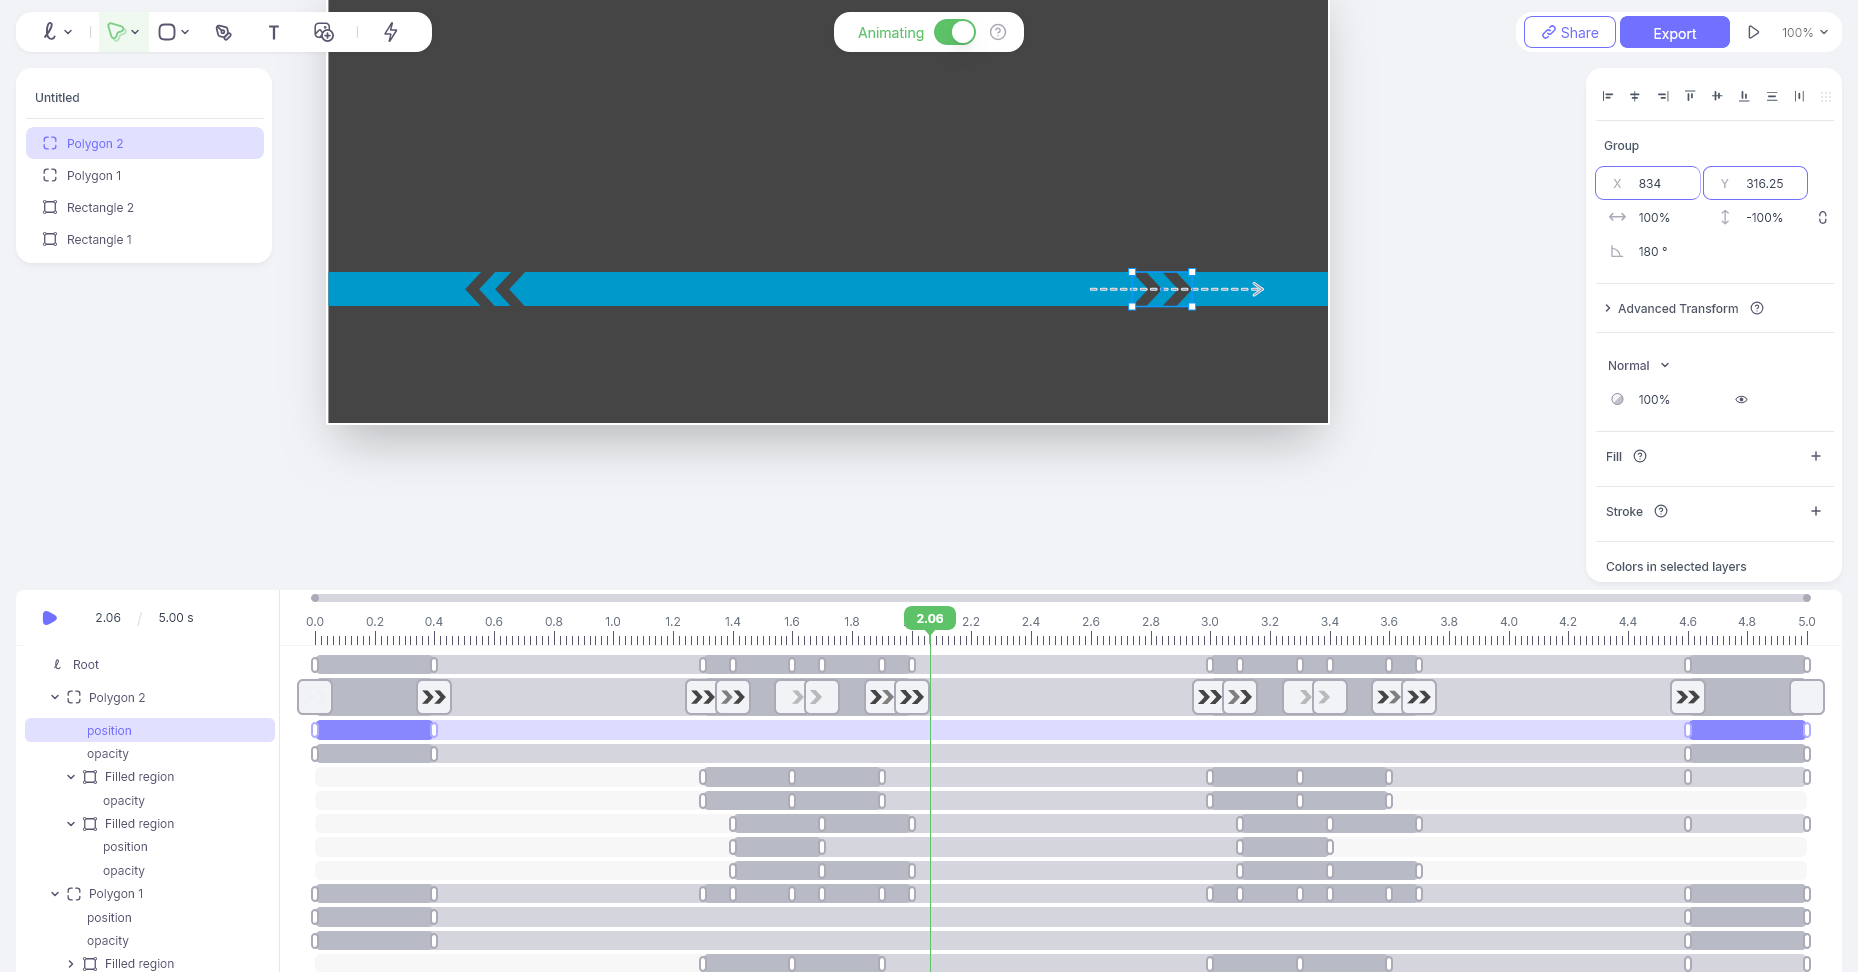 T
Animating
Share
Export
100%
Untitled
Polygon 2
Polygon 1
Rectangle 2
Rectangle 1
Group
X 834 Y 316.25
100% -100%
180 °
Advanced Transform
Normal
100%
Fill
Stroke
Colors in selected layers
2.06 / 5.00 s
0.0 0.2 0.4 0.6 0.8 1.0 1.2 1.4 1.6 1.8 2.06 2.2 2.4 2.6 2.8 3.0 3.2 3.4 3.6 3.8 4.0 4.2 4.4 4.6 4.8 5.0
Root
Polygon 2
position
opacity
Filled region
opacity
Filled region
position
opacity
Polygon 1
position
opacity
Filled region